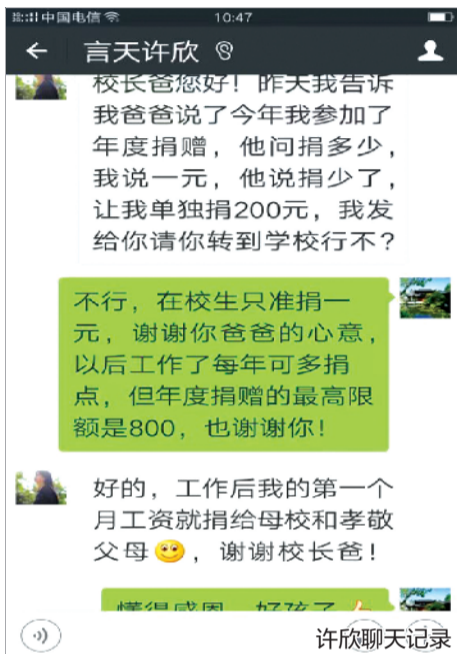 中国电信
10:47
言天许欣
校长爸您好！昨天我告诉
我爸爸说了今年我参加了
年度捐赠，他问捐多少，
我说一元，他说捐少了，
让我单独捐200元，我发
给你请你转到学校行不？
不行，在校生只准捐一
元，谢谢你爸爸的心意，
以后工作了每年可多捐
点，但年度捐赠的最高限
额是800，也谢谢你！
好的，工作后我的第一个
月工资就捐给母校和孝敬
父母，谢谢校长爸！
懂得感恩，好孩子
许欣聊天记录